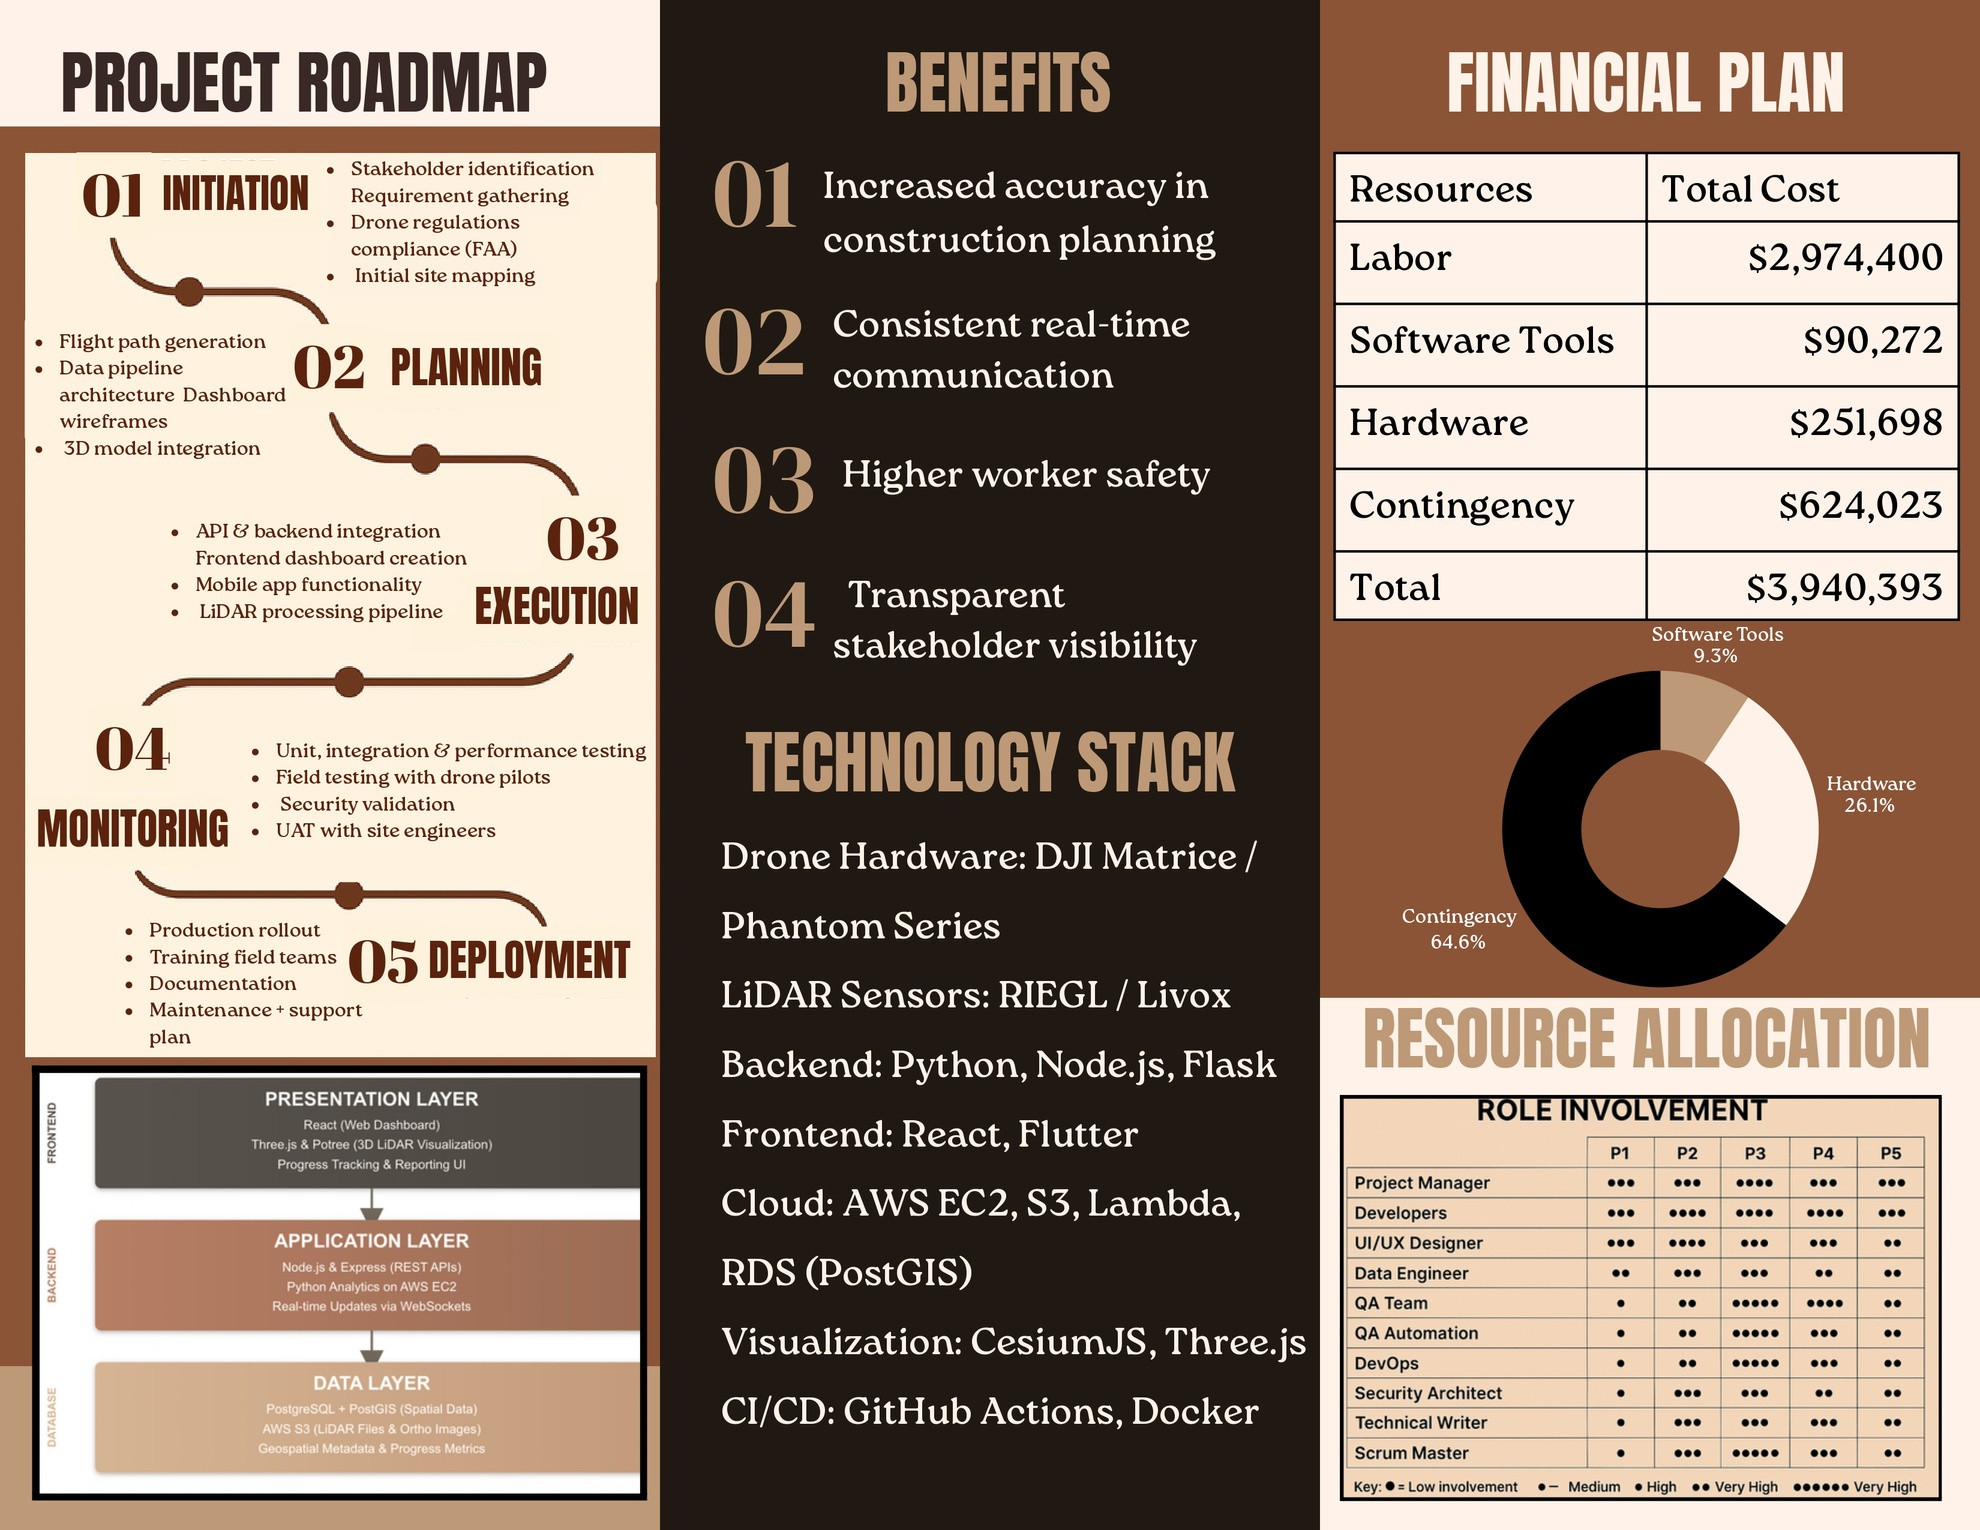 PROJECT ROADMAP
01 INITIATION
• Stakeholder identification
Requirement gathering
• Drone regulations
compliance (FAA)
• Initial site mapping
• Flight path generation
• Data pipeline
architecture Dashboard
wireframes
• 3D model integration
02 PLANNING
• API & backend integration
Frontend dashboard creation
• Mobile app functionality
• LiDAR processing pipeline
03
EXECUTION
04
MONITORING
• Unit, integration & performance testing
• Field testing with drone pilots
• Security validation
• UAT with site engineers
• Production rollout
• Training field teams
• Documentation
• Maintenance + support
plan
05 DEPLOYMENT
FRONTEND
PRESENTATION LAYER
React (Web Dashboard)
Three.js & Potree (3D LiDAR Visualization)
Progress Tracking & Reporting UI
BACKEND
APPLICATION LAYER
Node.js & Express (REST APIs)
Python Analytics on AWS EC2
Real-time Updates via WebSockets
DATABASE
DATA LAYER
PostgreSQL + PostGIS (Spatial Data)
AWS S3 (LiDAR Files & Ortho Images)
Geospatial Metadata & Progress Metrics
BENEFITS
01 Increased accuracy in
construction planning
02 Consistent real-time
communication
03 Higher worker safety
04 Transparent
stakeholder visibility
TECHNOLOGY STACK
Drone Hardware: DJI Matrice /
Phantom Series
LiDAR Sensors: RIEGL / Livox
Backend: Python, Node.js, Flask
Frontend: React, Flutter
Cloud: AWS EC2, S3, Lambda,
RDS (PostGIS)
Visualization: CesiumJS, Three.js
CI/CD: GitHub Actions, Docker
FINANCIAL PLAN
Resources Total Cost
Labor $2,974,400
Software Tools $90,272
Hardware $251,698
Contingency $624,023
Total $3,940,393
Software Tools
9.3%
Hardware
26.1%
Contingency
64.6%
RESOURCE ALLOCATION
ROLE INVOLVEMENT
P1 P2 P3 P4 P5
Project Manager ●●● ●●● ●●●● ●●● ●●●
Developers ●●● ●●●● ●●●● ●●●● ●●●
UI/UX Designer ●●● ●●●● ●●● ●●● ●●
Data Engineer ●● ●●● ●●● ●● ●●
QA Team ● ●● ●●●●● ●●●● ●●
QA Automation ● ●● ●●●●● ●●● ●●
DevOps ● ●● ●●●●● ●●● ●●
Security Architect ● ●●● ●●● ●● ●●
Technical Writer ● ●●● ●●● ●●● ●●
Scrum Master ● ●●● ●●●●● ●●● ●●
Key: ● = Low involvement ● – Medium ● High ●● Very High ●●●●●● Very High